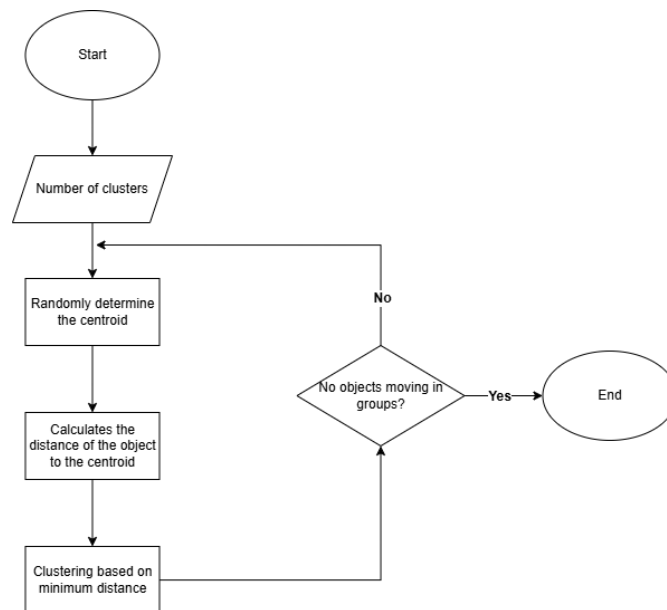 Start
Number of clusters
Randomly determine
the centroid
Calculates the
distance of the object
to the centroid
Clustering based on
minimum distance
No objects moving in
groups?
No
Yes
End